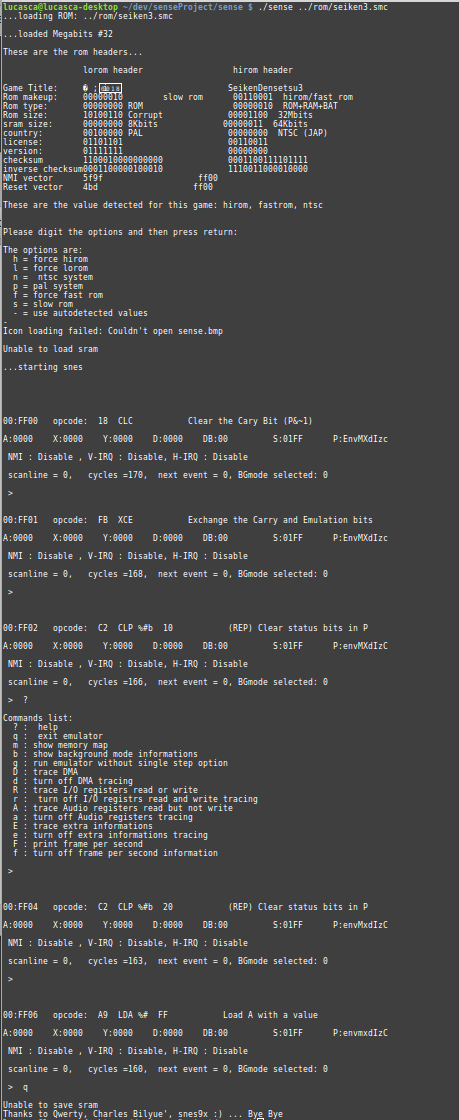 lucasca@lucasca-desktop ~/dev/senseProject/sense $ ./sense ../rom/seiken3.smc
...loading ROM: ../rom/seiken3.smc
...loaded Megabits #32
These are the rom headers...
lorom header hirom header
Game Title: � ; SeikenDensetsu3
Rom makeup: 00000010 slow rom 00110001 hirom/fast rom
Rom type: 00000000 ROM 00000010 ROM+RAM+BAT
Rom size: 10100110 Corrupt 00001100 32Mbits
sram size: 00000000 8Kbits 00000011 64Kbits
country: 00100000 PAL 00000000 NTSC (JAP)
license: 01101101 00110011
version: 01111111 00000000
checksum 1100010000000000 0001100111101111
inverse checksum0001100000100010 1110011000010000
NMI vector 5f9f ff00
Reset vector 4bd ff00
These are the value detected for this game: hirom, fastrom, ntsc
Please digit the options and then press return:
The options are:
h = force hirom
l = force lorom
n = ntsc system
p = pal system
f = force fast rom
s = slow rom
- = use autodetected values
-
Icon loading failed: Couldn't open sense.bmp
Unable to load sram
...starting snes
00:FF00 opcode: 18 CLC Clear the Cary Bit (P&~1)
A:0000 X:0000 Y:0000 D:0000 DB:00 S:01FF P:EnvMXdIzc
NMI : Disable , V-IRQ : Disable, H-IRQ : Disable
scanline = 0, cycles =170, next event = 0, BGmode selected: 0
>
00:FF01 opcode: FB XCE Exchange the Carry and Emulation bits
A:0000 X:0000 Y:0000 D:0000 DB:00 S:01FF P:EnvMXdIzc
NMI : Disable , V-IRQ : Disable, H-IRQ : Disable
scanline = 0, cycles =168, next event = 0, BGmode selected: 0
>
00:FF02 opcode: C2 CLP %#b 10 (REP) Clear status bits in P
A:0000 X:0000 Y:0000 D:0000 DB:00 S:01FF P:envMXdIzC
NMI : Disable , V-IRQ : Disable, H-IRQ : Disable
scanline = 0, cycles =166, next event = 0, BGmode selected: 0
> ?
Commands list:
? : help
q : exit emulator
m : show memory map
b : show background mode informations
g : run emulator without single step option
D : trace DMA
d : turn off DMA tracing
R : trace I/O registers read or write
r : turn off I/O registrs read and write tracing
A : trace Audio registers read but not write
a : turn off Audio registers tracing
E : trace extra informations
e : turn off extra informations tracing
F : print frame per second
f : turn off frame per second information
>
00:FF04 opcode: C2 CLP %#b 20 (REP) Clear status bits in P
A:0000 X:0000 Y:0000 D:0000 DB:00 S:01FF P:envMxdIzC
NMI : Disable , V-IRQ : Disable, H-IRQ : Disable
scanline = 0, cycles =163, next event = 0, BGmode selected: 0
>
00:FF06 opcode: A9 LDA %# FF Load A with a value
A:0000 X:0000 Y:0000 D:0000 DB:00 S:01FF P:envmxdIzC
NMI : Disable , V-IRQ : Disable, H-IRQ : Disable
scanline = 0, cycles =160, next event = 0, BGmode selected: 0
> q
Unable to save sram
Thanks to Qwerty, Charles Bilyue', snes9x :) ... Bye Bye